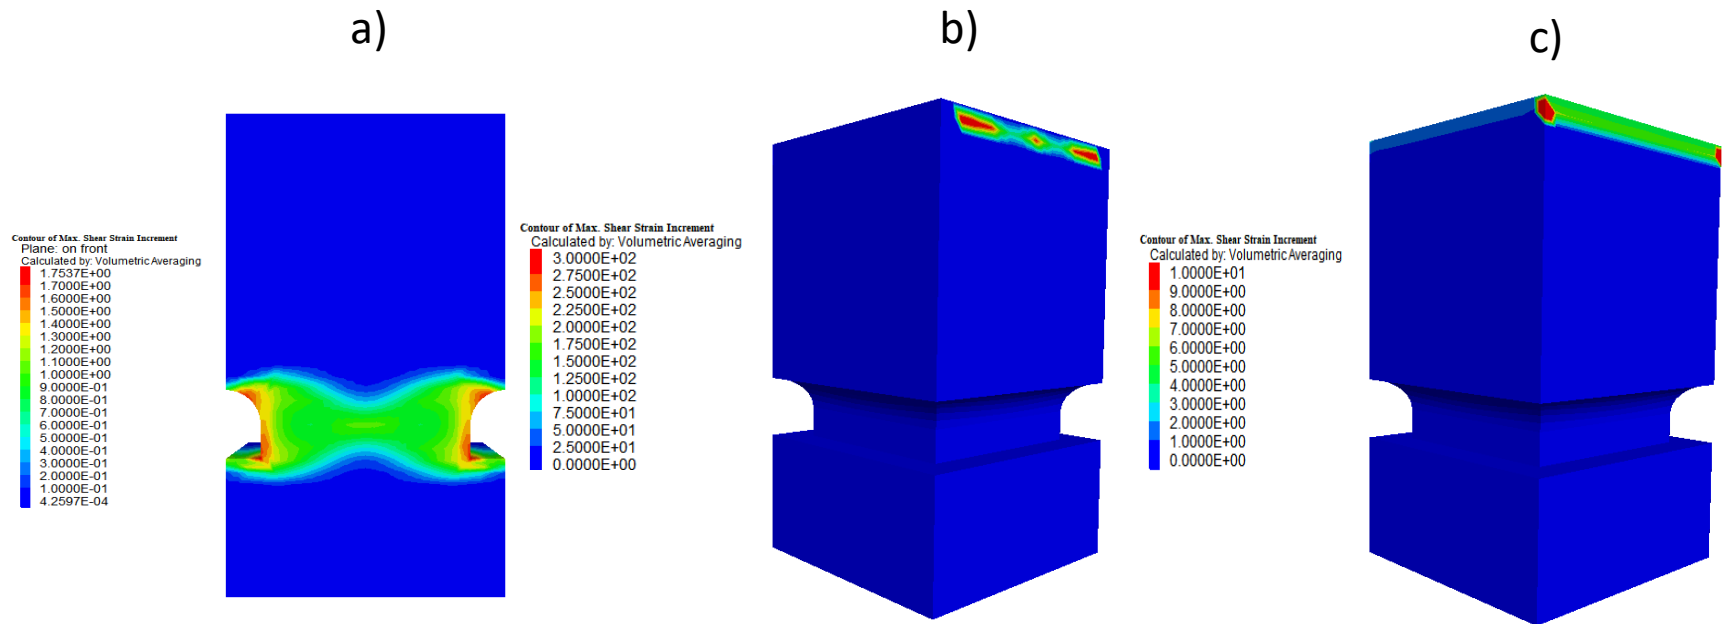 a)
b)
c)
Contour of Max. Shear Strain Increment
Plane: on front
Calculated by: Volumetric Averaging
1.7537E+00
1.7000E+00
1.6000E+00
1.5000E+00
1.4000E+00
1.3000E+00
1.2000E+00
1.1000E+00
1.0000E+00
9.0000E-01
8.0000E-01
7.0000E-01
6.0000E-01
5.0000E-01
4.0000E-01
3.0000E-01
2.0000E-01
1.0000E-01
4.2597E-04
Contour of Max. Shear Strain Increment
Calculated by: Volumetric Averaging
3.0000E+02
2.7500E+02
2.5000E+02
2.2500E+02
2.0000E+02
1.7500E+02
1.5000E+02
1.2500E+02
1.0000E+02
7.5000E+01
5.0000E+01
2.5000E+01
0.0000E+00
Contour of Max. Shear Strain Increment
Calculated by: Volumetric Averaging
1.0000E+01
9.0000E+00
8.0000E+00
7.0000E+00
6.0000E+00
5.0000E+00
4.0000E+00
3.0000E+00
2.0000E+00
1.0000E+00
0.0000E+00